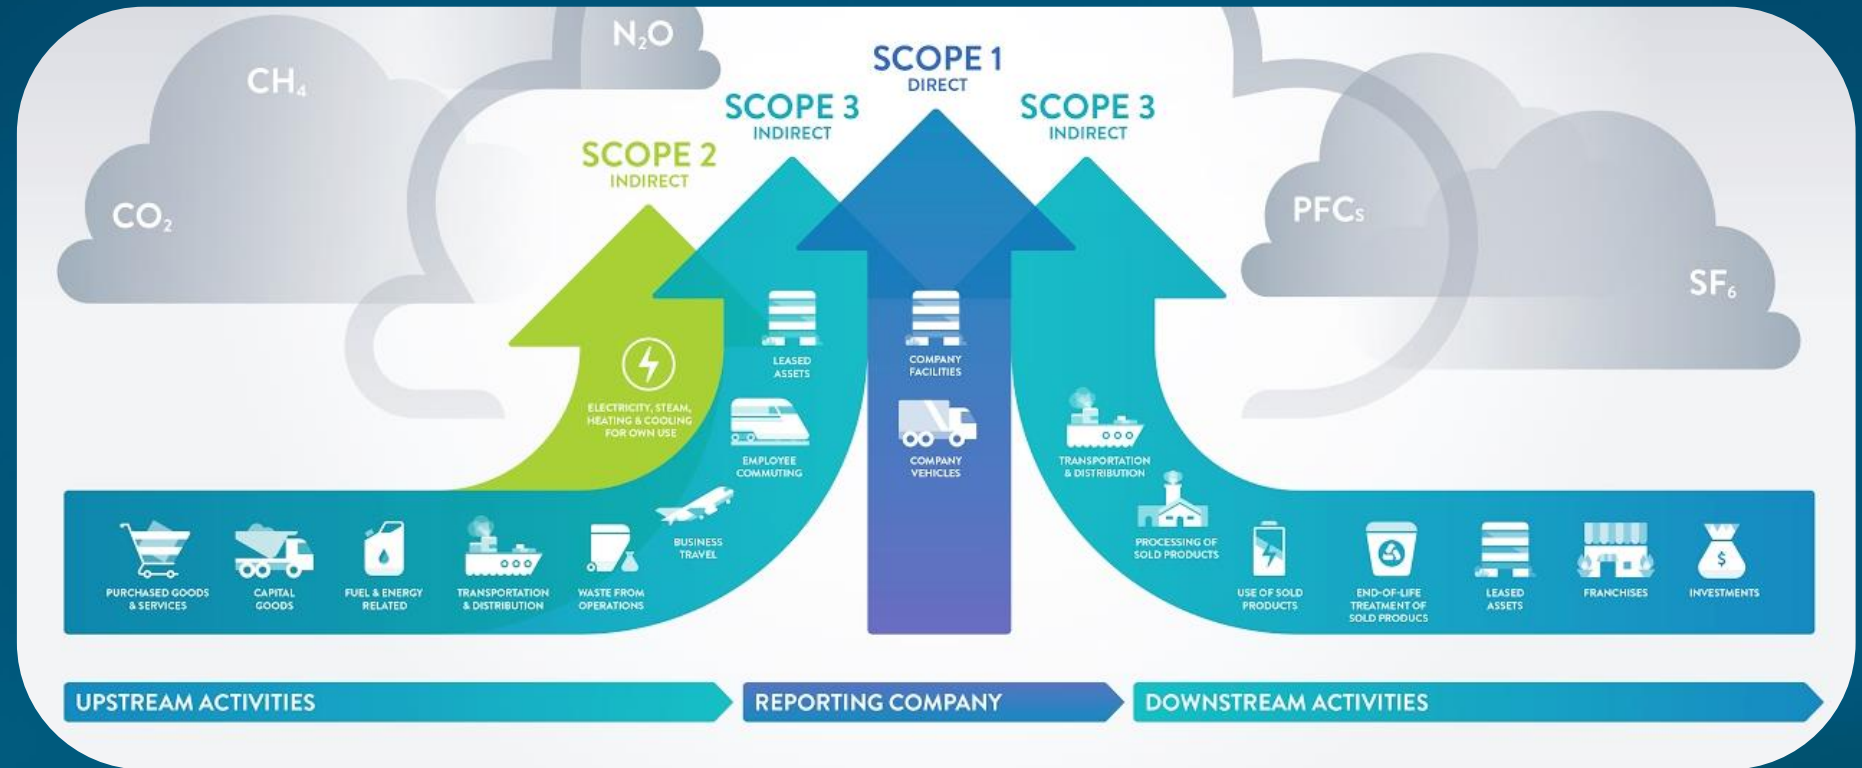 CH₄
N₂O
CO₂
SCOPE 2
INDIRECT
SCOPE 3
INDIRECT
SCOPE 1
DIRECT
SCOPE 3
INDIRECT
PFCs
SF₆
ELECTRICITY, STEAM,
HEATING & COOLING
FOR OWN USE
LEASED
ASSETS
EMPLOYEE
COMMUTING
BUSINESS
TRAVEL
COMPANY
FACILITIES
COMPANY
VEHICLES
TRANSPORTATION
& DISTRIBUTION
PROCESSING OF
SOLD PRODUCTS
PURCHASED GOODS
& SERVICES
CAPITAL
GOODS
FUEL & ENERGY
RELATED
TRANSPORTATION
& DISTRIBUTION
WASTE FROM
OPERATIONS
USE OF SOLD
PRODUCTS
END-OF-LIFE
TREATMENT OF
SOLD PRODUCS
LEASED
ASSETS
FRANCHISES
$
INVESTMENTS
UPSTREAM ACTIVITIES
REPORTING COMPANY
DOWNSTREAM ACTIVITIES